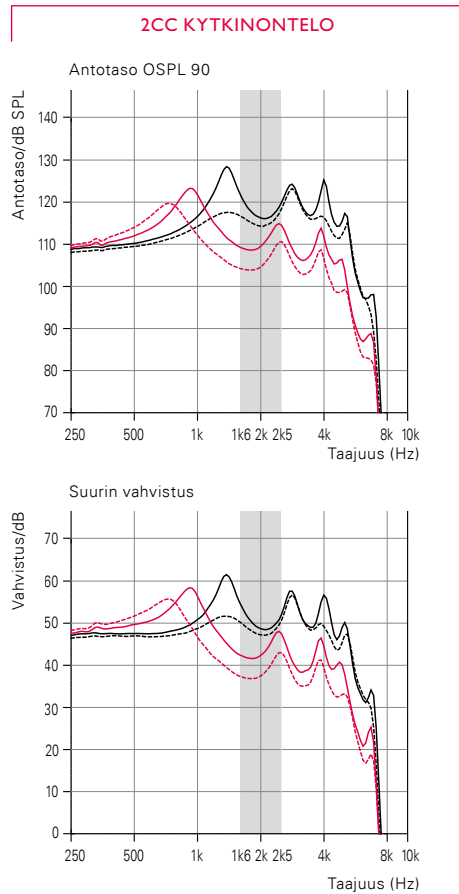 2CC KYTKINONTELO
Antotaso OSPL 90
Antotaso/dB SPL
140
130
120
110
100
90
80
70
250 500 1k 1k6 2k 2k5 4k 8k 10k
Taajuus (Hz)
Suurin vahvistus
Vahvistus/dB
70
60
50
40
30
20
10
0
250 500 1k 1k6 2k 2k5 4k 8k 10k
Taajuus (Hz)